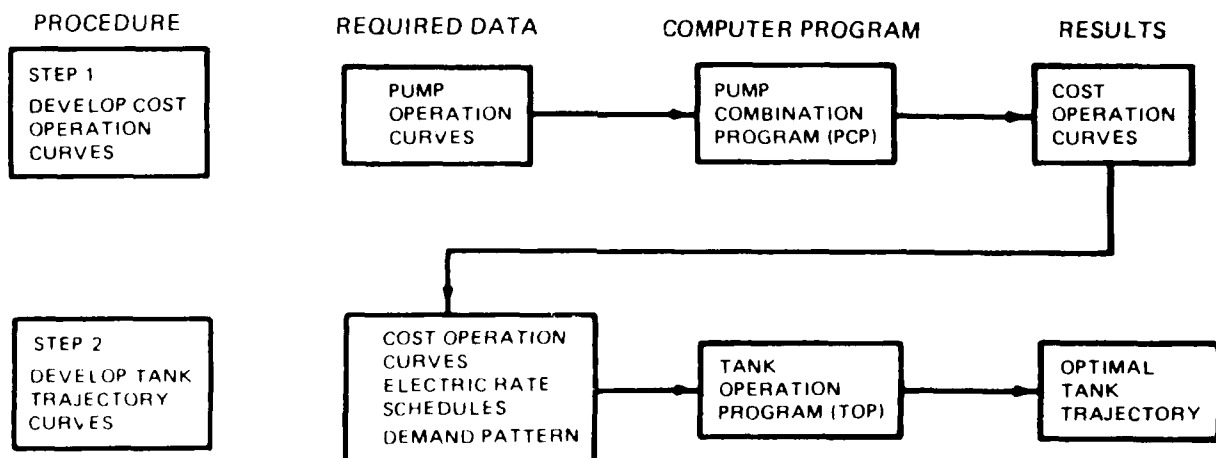 PROCEDURE
REQUIRED DATA
COMPUTER PROGRAM
RESULTS
STEP 1
DEVELOP COST
OPERATION
CURVES
PUMP
OPERATION
CURVES
PUMP
COMBINATION
PROGRAM (PCP)
COST
OPERATION
CURVES
STEP 2
DEVELOP TANK
TRAJECTORY
CURVES
COST OPERATION
CURVES
ELECTRIC RATE
SCHEDULES
DEMAND PATTERN
TANK
OPERATION
PROGRAM (TOP)
OPTIMAL
TANK
TRAJECTORY